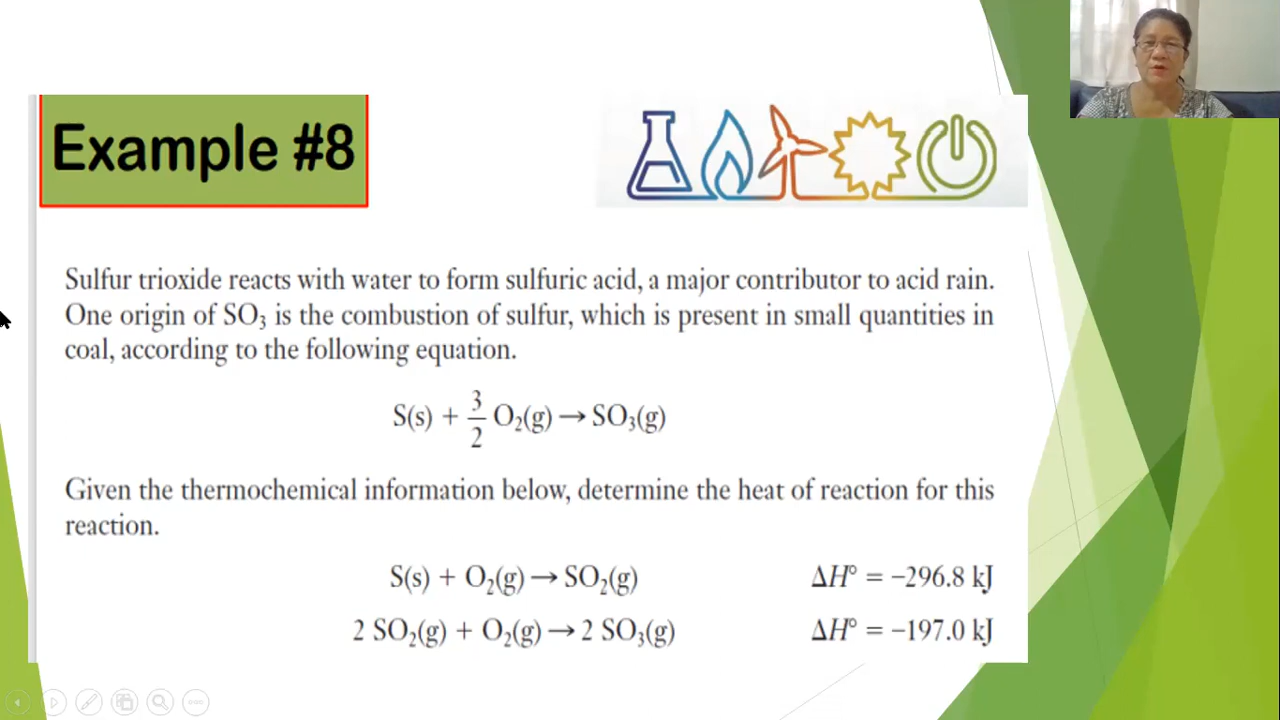 Example #8
Sulfur trioxide reacts with water to form sulfuric acid, a major contributor to acid rain.
One origin of SO₃ is the combustion of sulfur, which is present in small quantities in
coal, according to the following equation.
S(s) + 3/2 O₂(g) → SO₃(g)
Given the thermochemical information below, determine the heat of reaction for this
reaction.
S(s) + O₂(g) → SO₂(g) ΔH° = −296.8 kJ
2 SO₂(g) + O₂(g) → 2 SO₃(g) ΔH° = −197.0 kJ